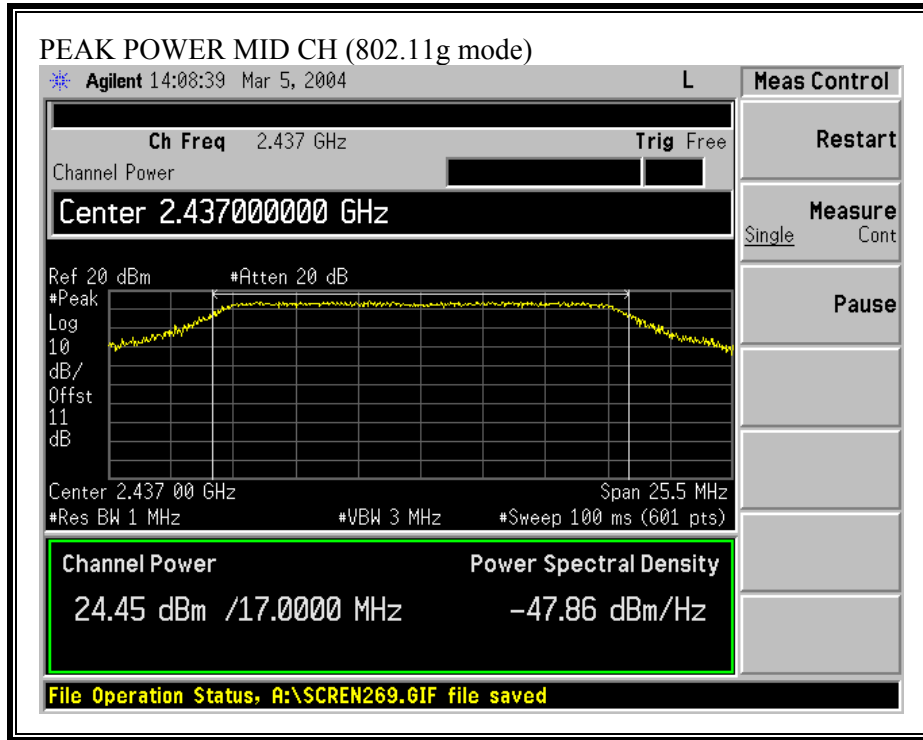 PEAK POWER MID CH (802.11g mode)
Agilent 14:08:39 Mar 5, 2004 L
Meas Control
Ch Freq 2.437 GHz Trig Free
Channel Power
Center 2.437000000 GHz
Restart
Measure
Single Cont
Pause
Ref 20 dBm #Atten 20 dB
#Peak
Log
10
dB/
Offst
11
dB
Center 2.437 00 GHz Span 25.5 MHz
#Res BW 1 MHz #VBW 3 MHz #Sweep 100 ms (601 pts)
Channel Power Power Spectral Density
24.45 dBm /17.0000 MHz -47.86 dBm/Hz
File Operation Status, A:\SCREN269.GIF file saved